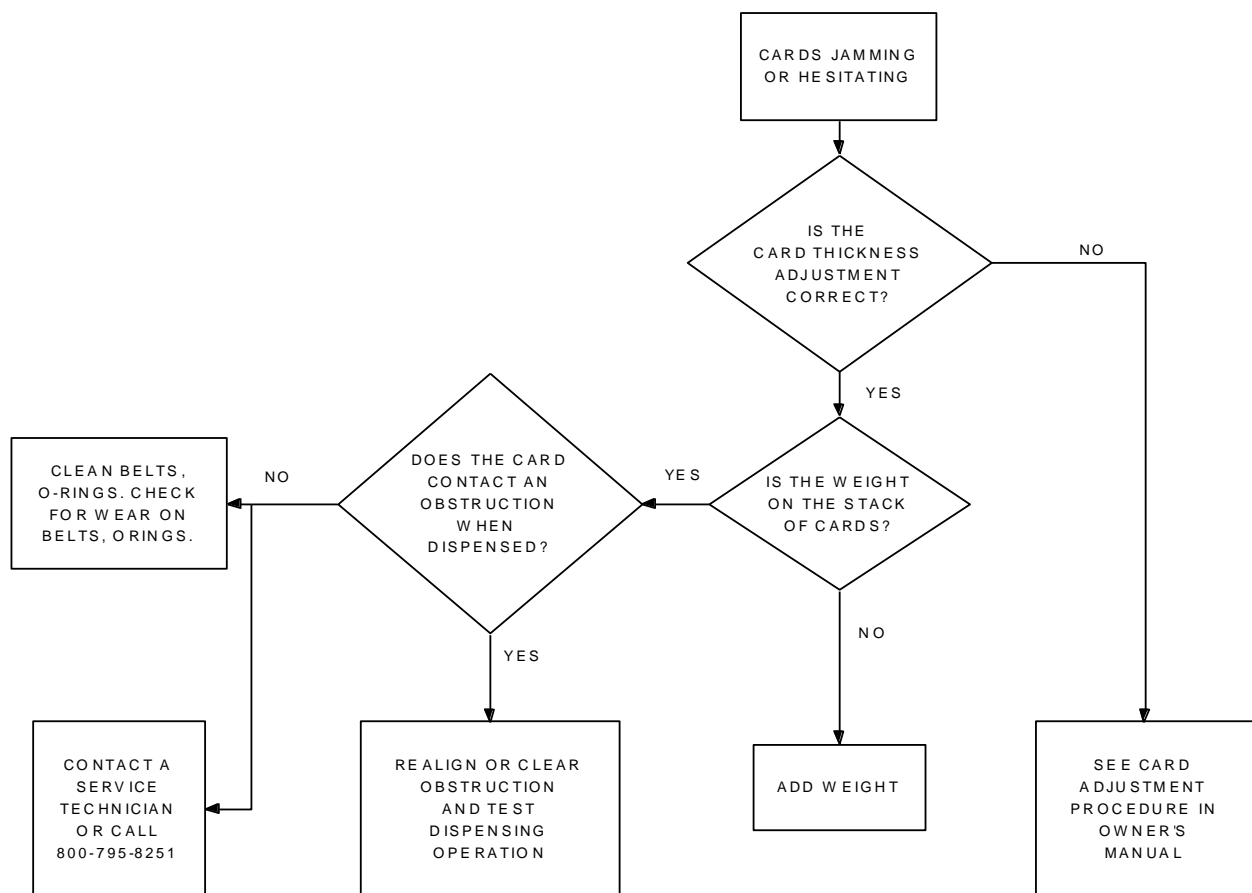 CARDS JAMMING
OR HESITATING
IS THE
CARD THICKNESS
ADJUSTMENT
CORRECT?
NO
YES
DOES THE CARD
CONTACT AN
OBSTRUCTION
WHEN
DISPENSED?
YES
IS THE WEIGHT
ON THE STACK
OF CARDS?
NO
CLEAN BELTS,
O-RINGS. CHECK
FOR WEAR ON
BELTS, ORINGS.
NO
YES
CONTACT A
SERVICE
TECHNICIAN
OR CALL
800-795-8251
REALIGN OR CLEAR
OBSTRUCTION
AND TEST
DISPENSING
OPERATION
ADD WEIGHT
SEE CARD
ADJUSTMENT
PROCEDURE IN
OWNER'S
MANUAL